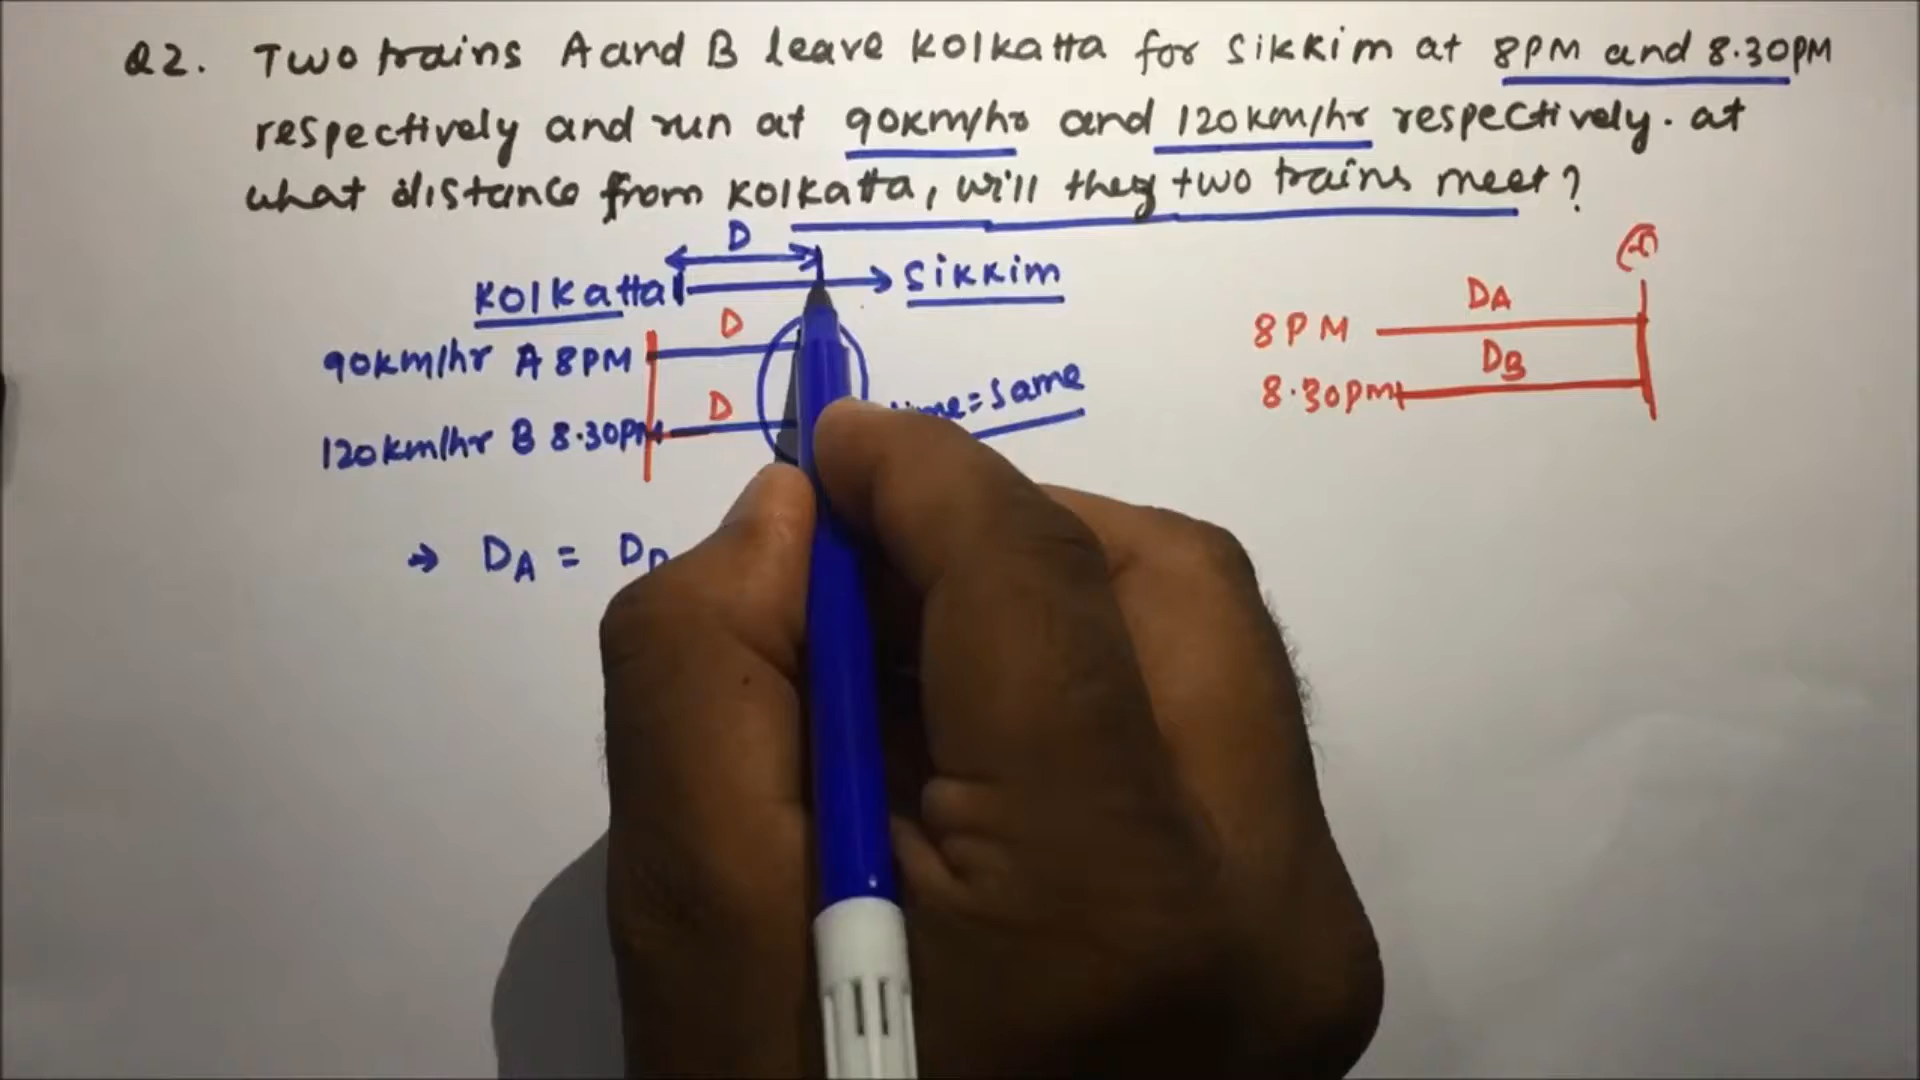 Q2. Two trains A and B leave Kolkatta for Sikkim at 8PM and 8.30PM
respectively and run at 90km/hr and 120km/hr respectively. at
what distance from Kolkatta, will they two trains meet?
D
Kolkatta Sikkim
D
90km/hr A 8PM
D
120km/hr B 8.30PM
= same
→ DA =
DA
8PM
DB
8.30pm